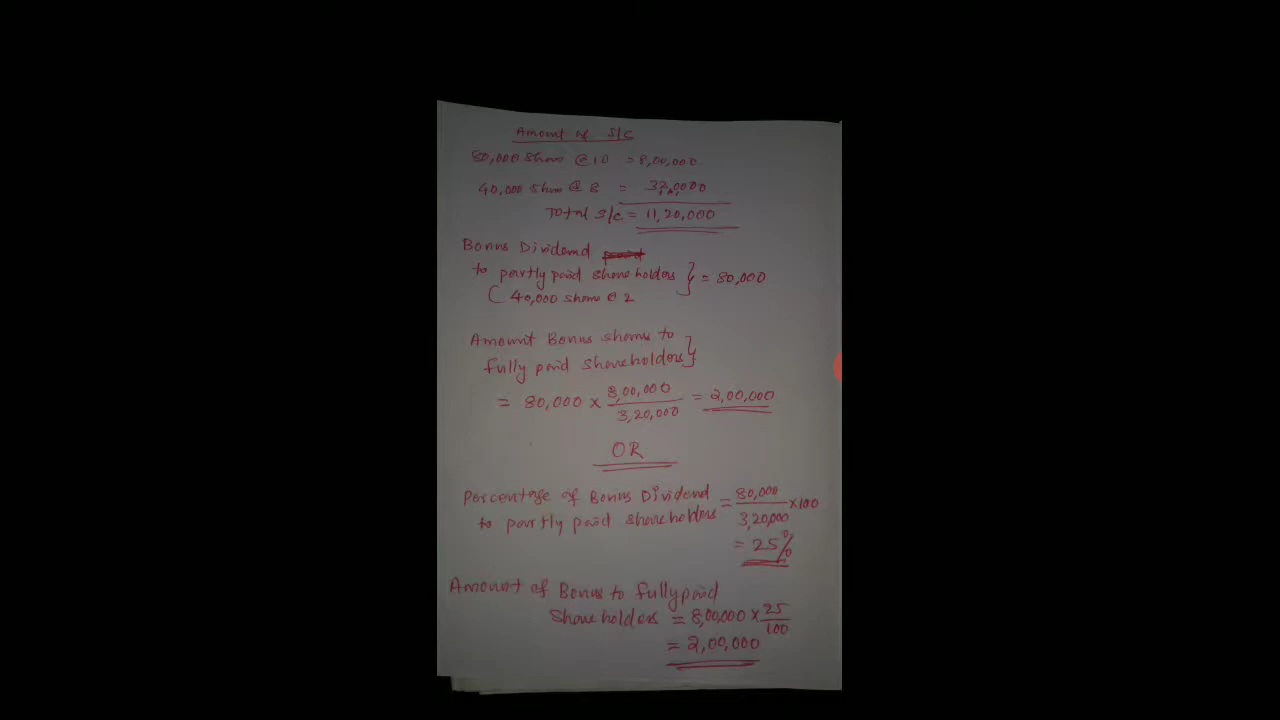 Amount of S/C
80,000 Shares @ 10 = 8,00,000
40,000 Shares @ 8 = 3,20,000
Total S/C = 11,20,000
Bonus Dividend
to partly paid shareholders } = 80,000
( 40,000 shares @ 2
Amount Bonus shares to
fully paid shareholders }
= 80,000 × 8,00,000 / 3,20,000 = 2,00,000
OR
Percentage of Bonus Dividend
to partly paid shareholders = 80,000 / 3,20,000 × 100
= 25%
Amount of Bonus to fully paid
Shareholders = 8,00,000 × 25 / 100
= 2,00,000